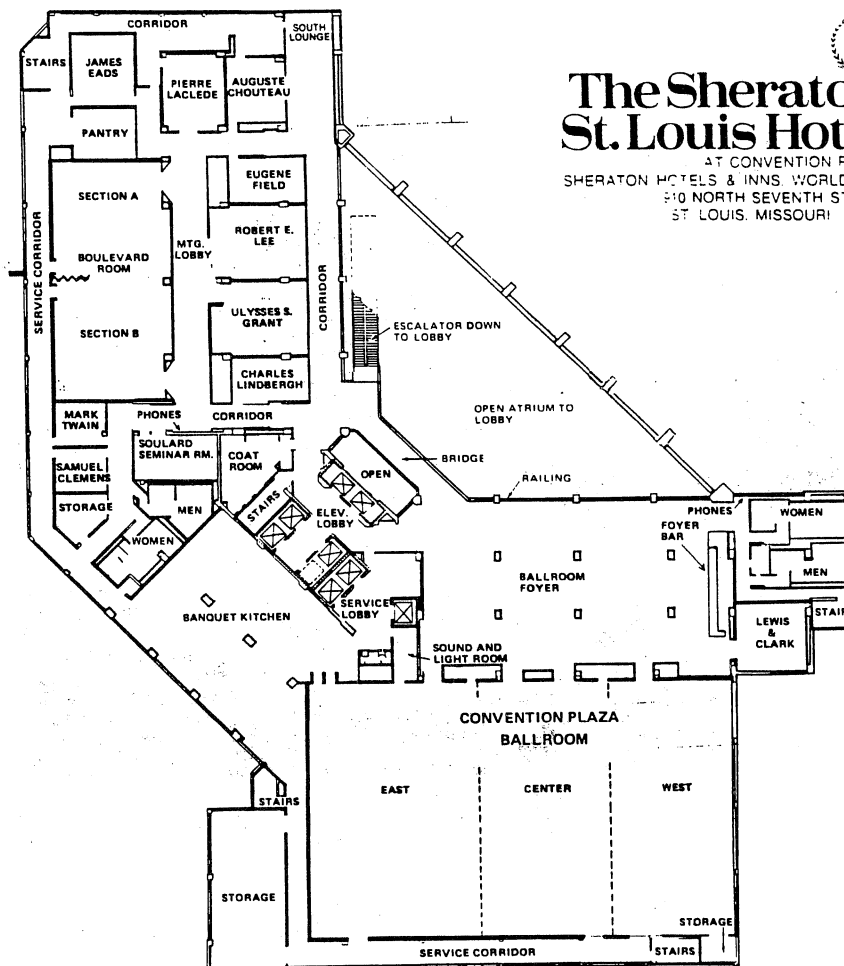 CORRIDOR
SOUTH
LOUNGE
STAIRS
JAMES
EADS
PIERRE
LACLEDE
AUGUSTE
CHOUTEAU
The
St. Louis
AT CONVENTION
SHERATON HOTELS & INNS, WORLD
910 NORTH SEVENTH
ST. LOUIS, MISSOURI
PANTRY
SECTION A
EUGENE
FIELD
SERVICE CORRIDOR
BOULEVARD
ROOM
MTG.
LOBBY
ROBERT E.
LEE
CORRIDOR
SECTION B
ULYSSES S.
GRANT
ESCALATOR DOWN
TO LOBBY
CHARLES
LINDBERGH
MARK
TWAIN
PHONES
CORRIDOR
OPEN ATRIUM TO
LOBBY
SOULARD
SEMINAR RM.
COAT
ROOM
BRIDGE
SAMUEL
CLEMENS
OPEN
RAILING
STORAGE
MEN
STAIRS
ELEV.
LOBBY
PHONES
WOMEN
WOMEN
FOYER
BAR
MEN
BALLROOM
FOYER
BANQUET KITCHEN
SERVICE
LOBBY
LEWIS
&
CLARK
SOUND AND
LIGHT ROOM
CONVENTION PLAZA
BALLROOM
EAST
CENTER
WEST
STAIRS
STORAGE
STORAGE
SERVICE CORRIDOR
STAIRS